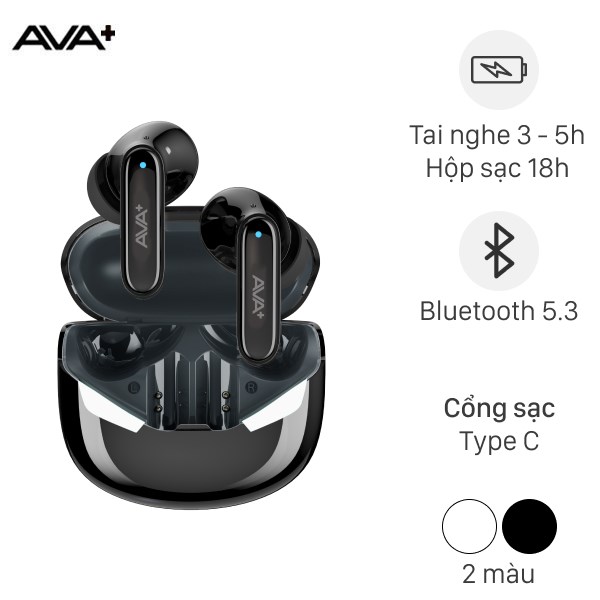 AVA+
Tai nghe 3 - 5h
Hộp sạc 18h
AVA+
AVA+
Bluetooth 5.3
Cổng sạc
Type C
2 màu